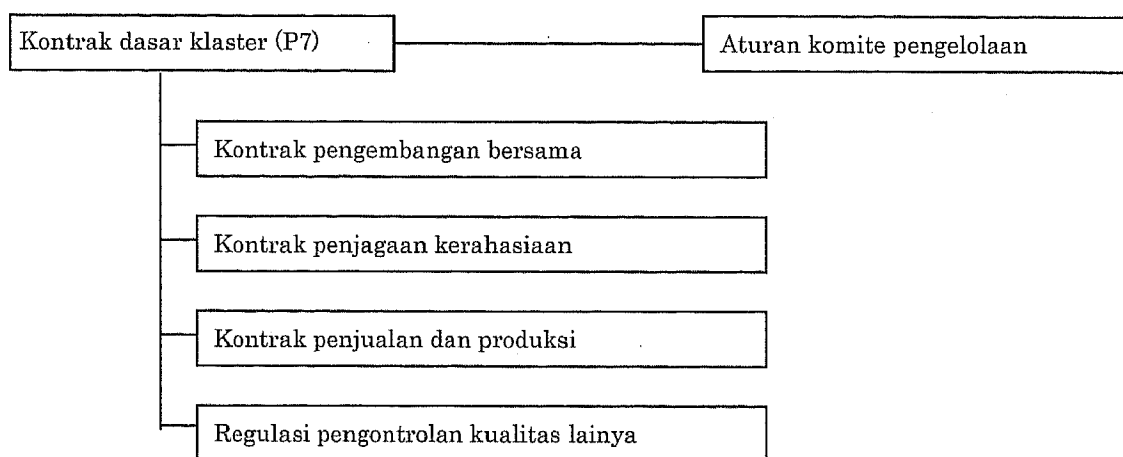 Kontrak dasar klaster (P7)
Aturan komite pengelolaan
Kontrak pengembangan bersama
Kontrak penjagaan kerahasiaan
Kontrak penjualan dan produksi
Regulasi pengontrolan kualitas lainya